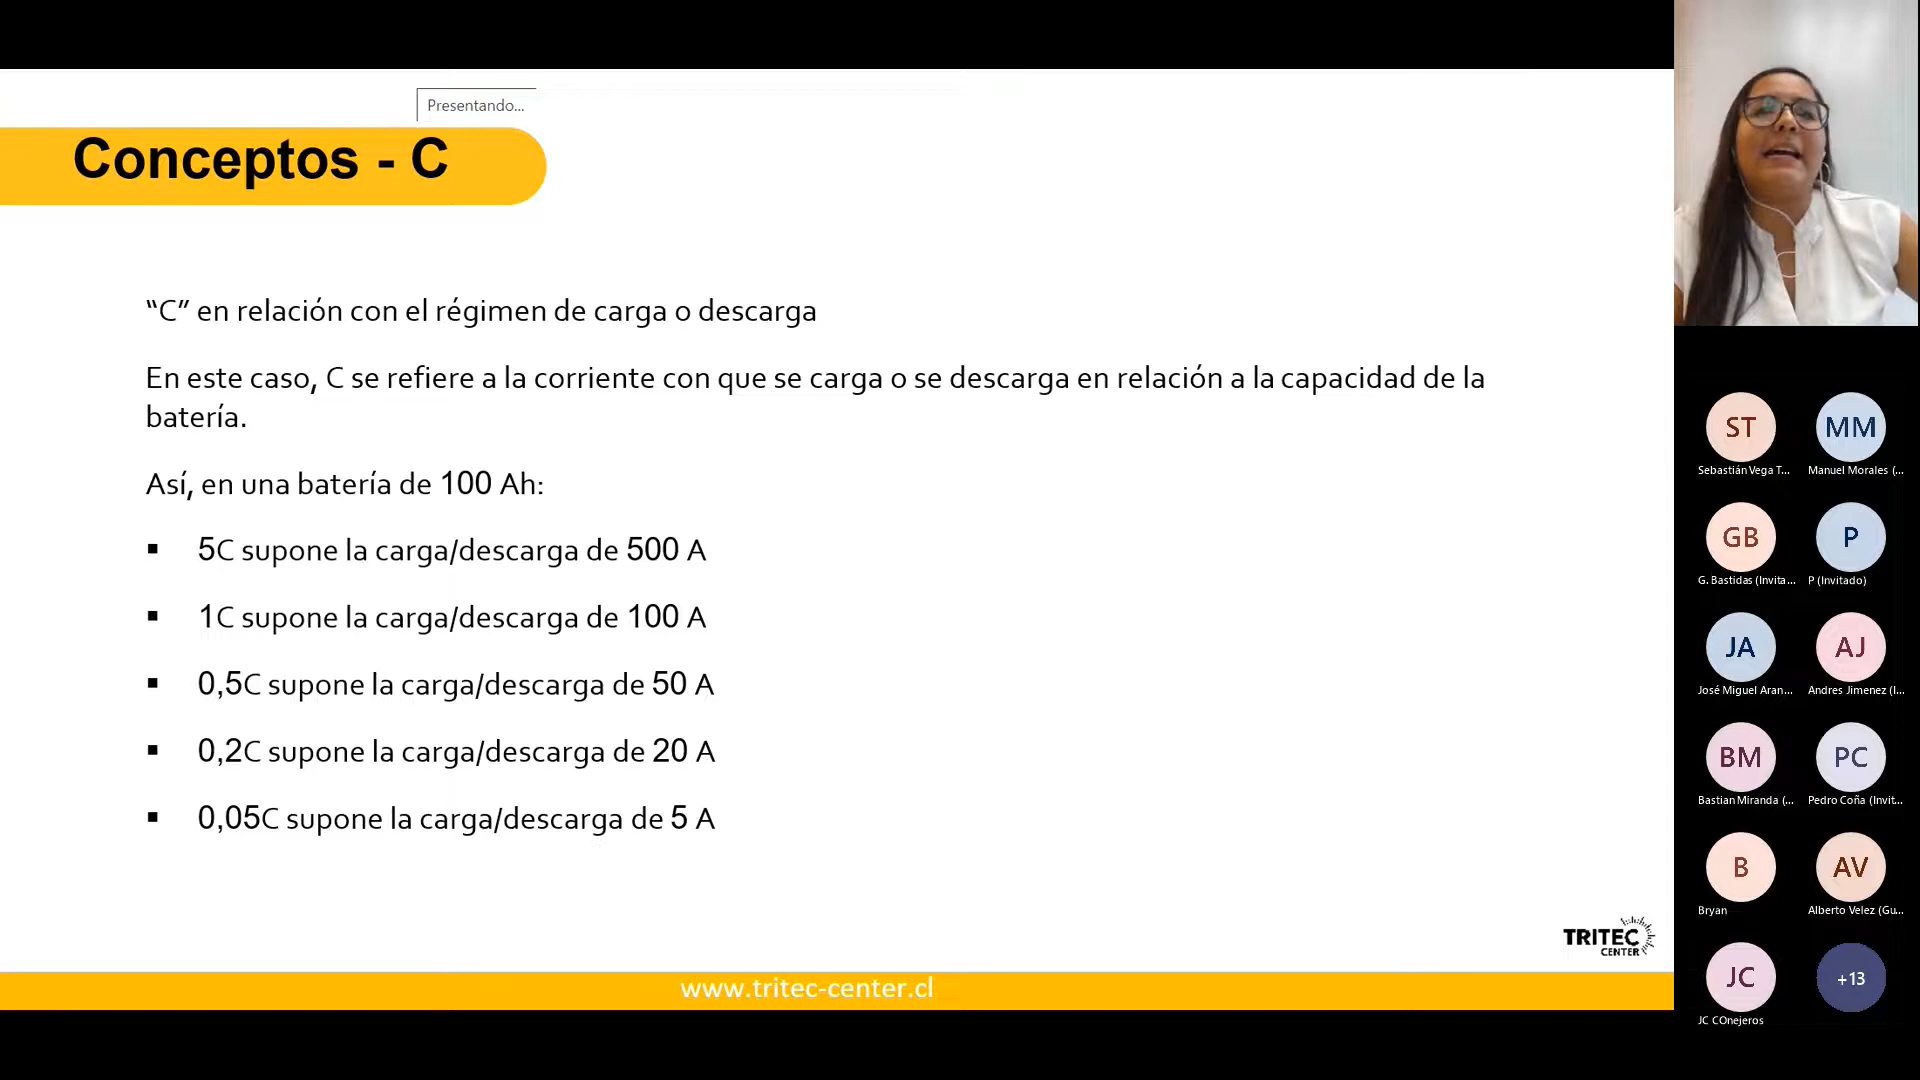 Presentando...
Conceptos - C
“C” en relación con el régimen de carga o descarga
En este caso, C se refiere a la corriente con que se carga o se descarga en relación a la capacidad de la
batería.
Así, en una batería de 100 Ah:
▪ 5C supone la carga/descarga de 500 A
▪ 1C supone la carga/descarga de 100 A
▪ 0,5C supone la carga/descarga de 50 A
▪ 0,2C supone la carga/descarga de 20 A
▪ 0,05C supone la carga/descarga de 5 A
TRITEC
CENTER
www.tritec-center.cl
ST MM
Sebastián Vega T... Manuel Morales (...
GB P
G. Bastidas (Invita... P (Invitado)
JA AJ
José Miguel Aran... Andres Jimenez (I...
BM PC
Bastian Miranda (... Pedro Coña (Invit...
B AV
Bryan Alberto Velez (Gu...
JC +13
JC COnejeros